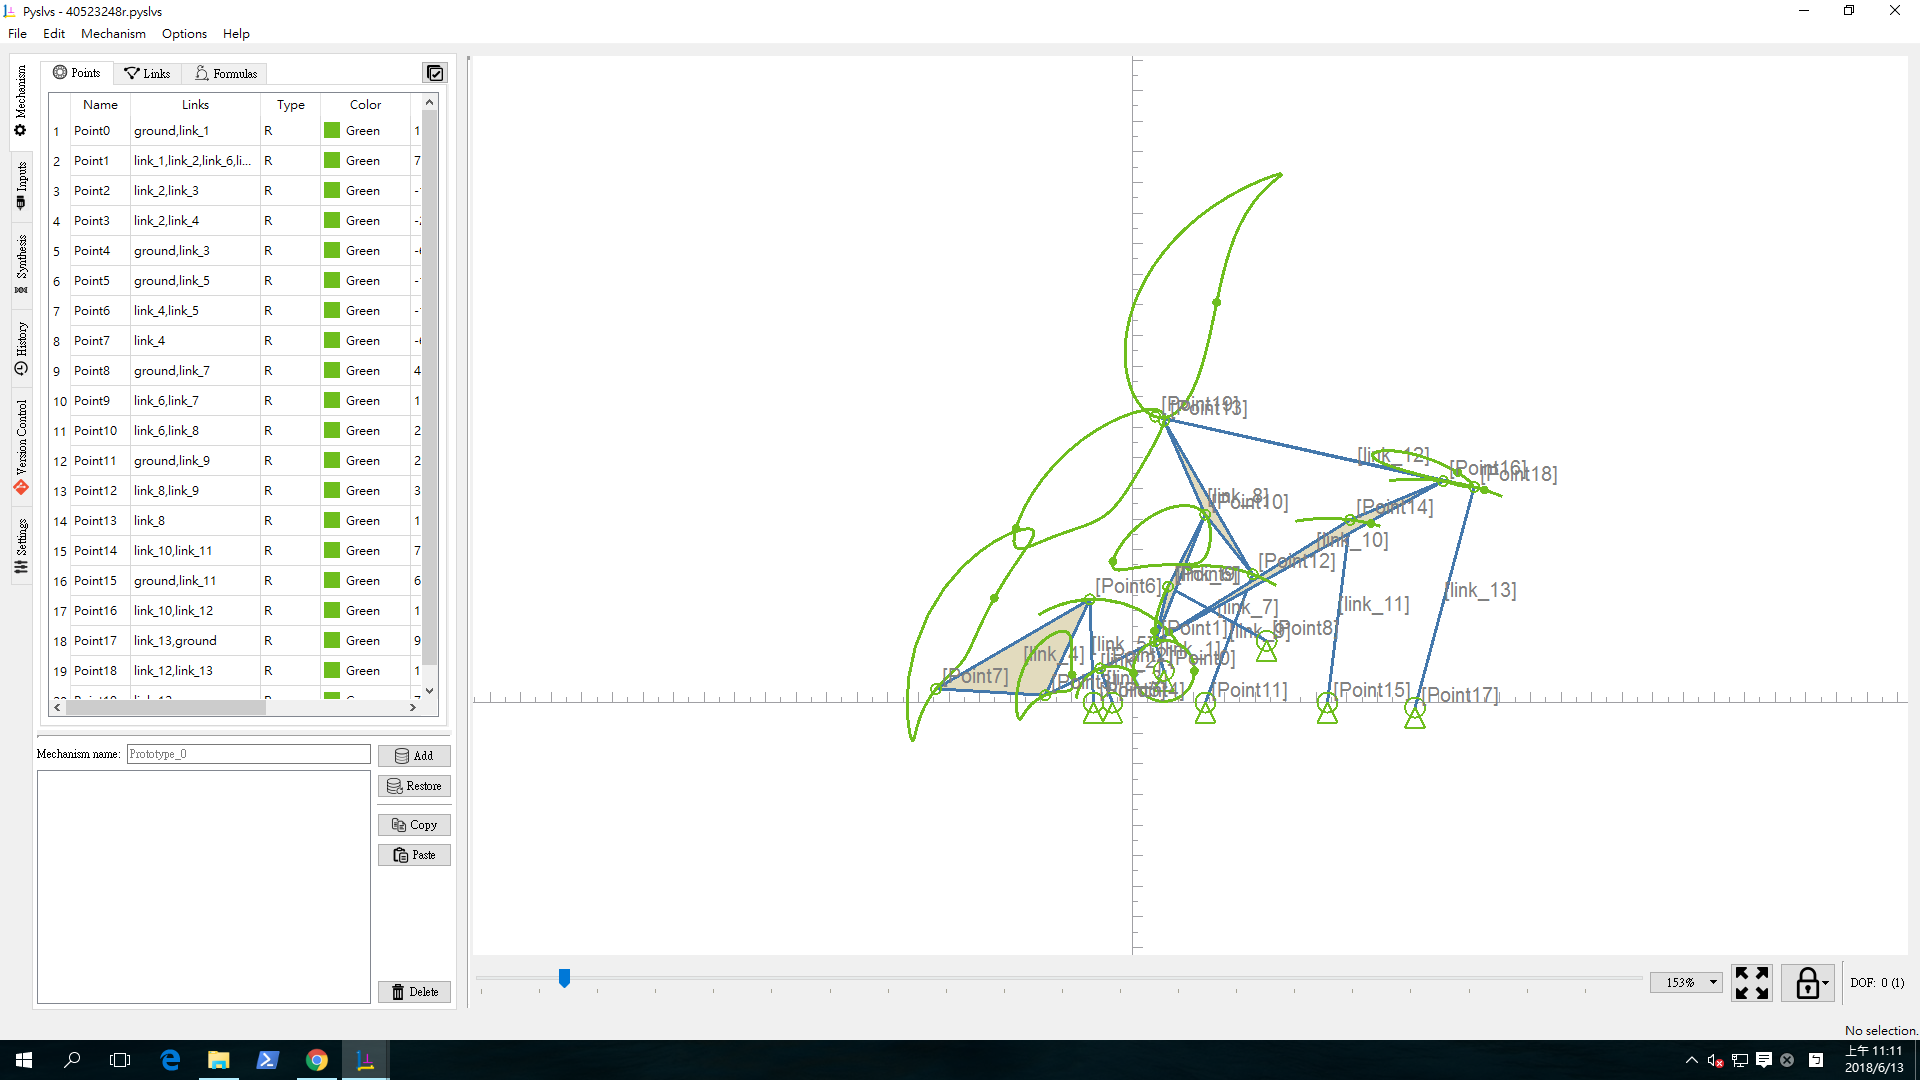 Pyslvs - 40523248r.pyslvs
File Edit Mechanism Options Help
Mechanism
Inputs
Synthesis
History
Version Control
Settings
Points Links Formulas
Name Links Type Color
1 Point0 ground,link_1 R Green 1
2 Point1 link_1,link_2,link_6,li... R Green 7
3 Point2 link_2,link_3 R Green
4 Point3 link_2,link_4 R Green
5 Point4 ground,link_3 R Green
6 Point5 ground,link_5 R Green
7 Point6 link_4,link_5 R Green
8 Point7 link_4 R Green
9 Point8 ground,link_7 R Green 4
10 Point9 link_6,link_7 R Green 1
11 Point10 link_6,link_8 R Green 2
12 Point11 ground,link_9 R Green 2
13 Point12 link_8,link_9 R Green 3
14 Point13 link_8 R Green 1
15 Point14 link_10,link_11 R Green 7
16 Point15 ground,link_11 R Green 6
17 Point16 link_10,link_12 R Green 1
18 Point17 link_13,ground R Green 9
19 Point18 link_12,link_13 R Green 1
Mechanism name: Prototype_0
Add
Restore
Copy
Paste
Delete
[Point19]
[Point13]
[link_12]
[Point16]
[Point18]
[link_8]
[Point10]
[Point14]
[link_10]
[Point12]
[Point6]
[link_7]
[link_11]
[link_13]
[Point1]
[link_9]
[Point8]
[link_4]
[Point0]
[Point7]
[Point11]
[Point15]
[Point17]
153%
DOF: 0 (1)
No selection.
上午 11:11
2018/6/13